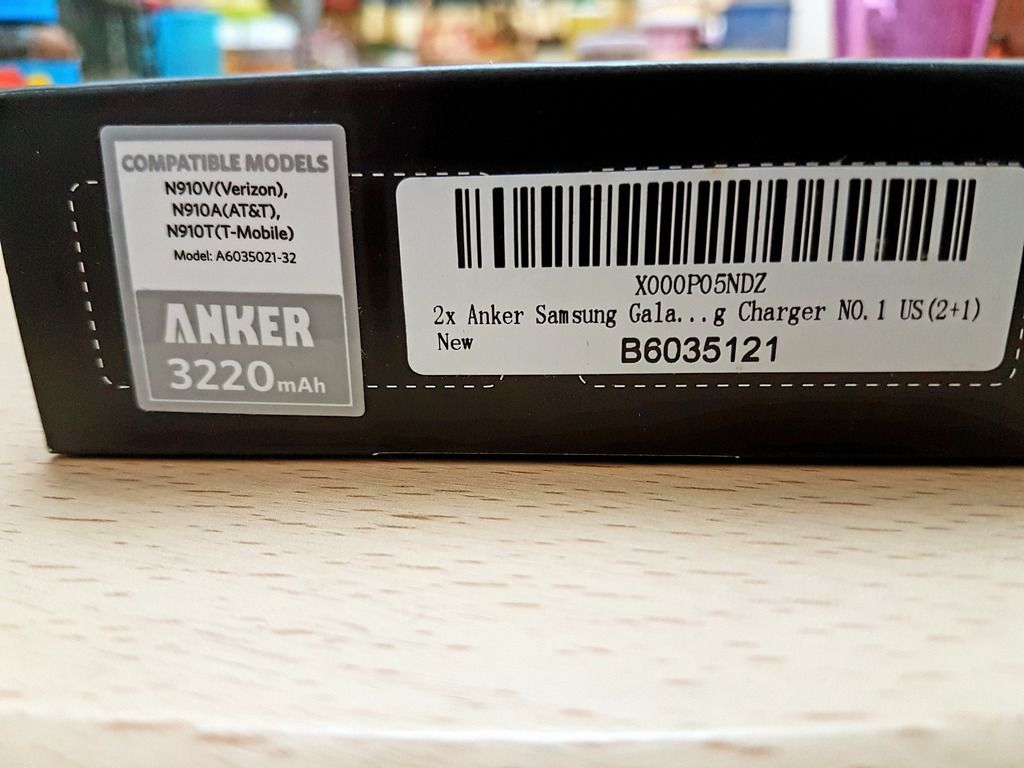 COMPATIBLE MODELS
N910V(Verizon),
N910A(AT&T),
N910T(T-Mobile)
Model: A6035021-32
ANKER
3220mAh
X000P05NDZ
2x Anker Samsung Gala...g Charger NO.1 US(2+1)
New
B6035121